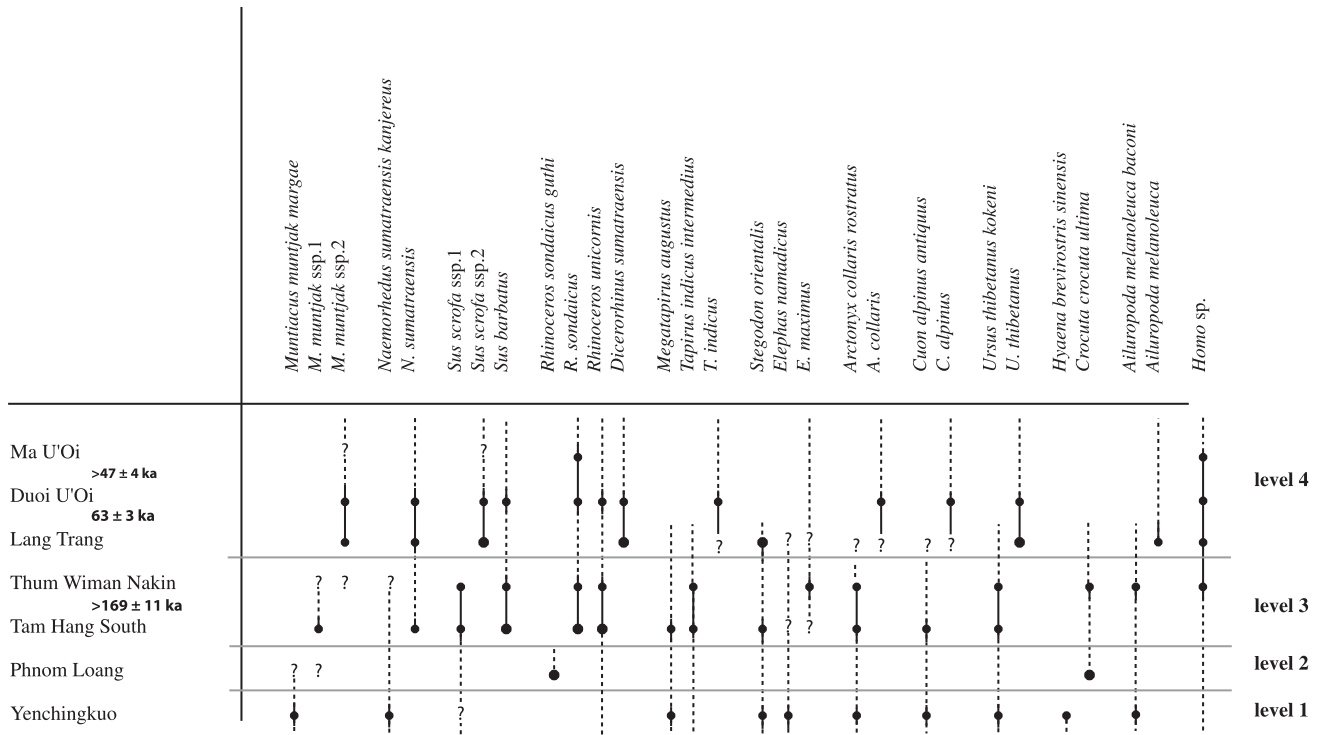 Muntiacus muntjak margae
M. muntjak ssp.1
M. muntjak ssp.2
Naemorhedus sumatraensis kanjereus
N. sumatraensis
Sus scrofa ssp.1
Sus scrofa ssp.2
Sus barbatus
Rhinoceros sondaicus guthi
R. sondaicus
Rhinoceros unicornis
Dicerorhinus sumatraensis
Megatapirus augustus
Tapirus indicus intermedius
T. indicus
Stegodon orientalis
Elephas namadicus
E. maximus
Arctonyx collaris rostratus
A. collaris
Cuon alpinus antiquus
C. alpinus
Ursus thibetanus kokeni
U. thibetanus
Hyaena brevirostris sinensis
Crocuta crocuta ultima
Ailuropoda melanoleuca baconi
Ailuropoda melanoleuca
Homo sp.
Ma U'Oi ? ?
>47 ± 4 ka
level 4
Duoi U'Oi
63 ± 3 ka
Lang Trang ? ? ? ? ? ? ?
Thum Wiman Nakin ? ? ?
>169 ± 11 ka
level 3
Tam Hang South ? ?
Phnom Loang ? ?
level 2
Yenchingkuo ?
level 1